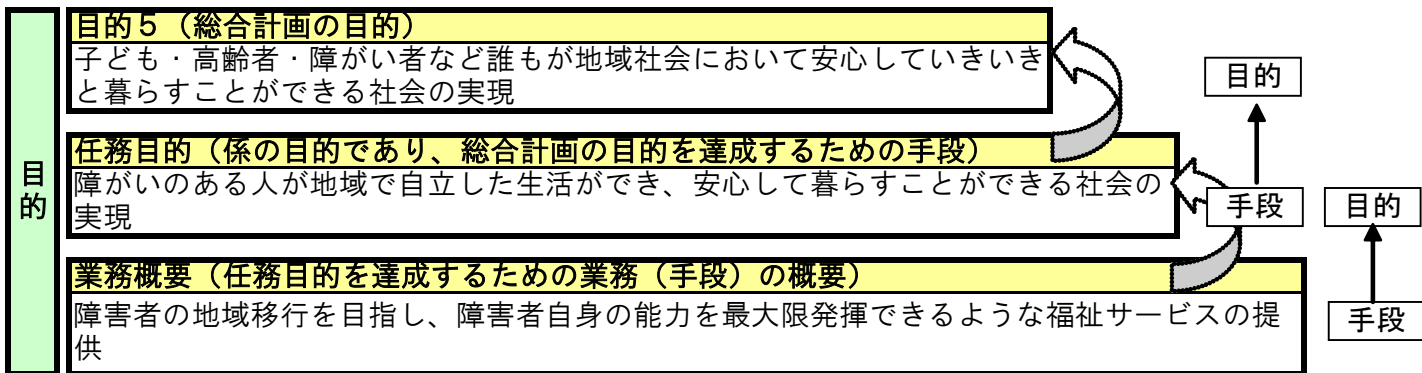 目的
目的５（総合計画の目的）
子ども・高齢者・障がい者など誰もが地域社会において安心していきいき
と暮らすことができる社会の実現
任務目的（係の目的であり、総合計画の目的を達成するための手段）
障がいのある人が地域で自立した生活ができ、安心して暮らすことができる社会の
実現
業務概要（任務目的を達成するための業務（手段）の概要）
障害者の地域移行を目指し、障害者自身の能力を最大限発揮できるような福祉サービスの提
供
目的
手段
目的
手段